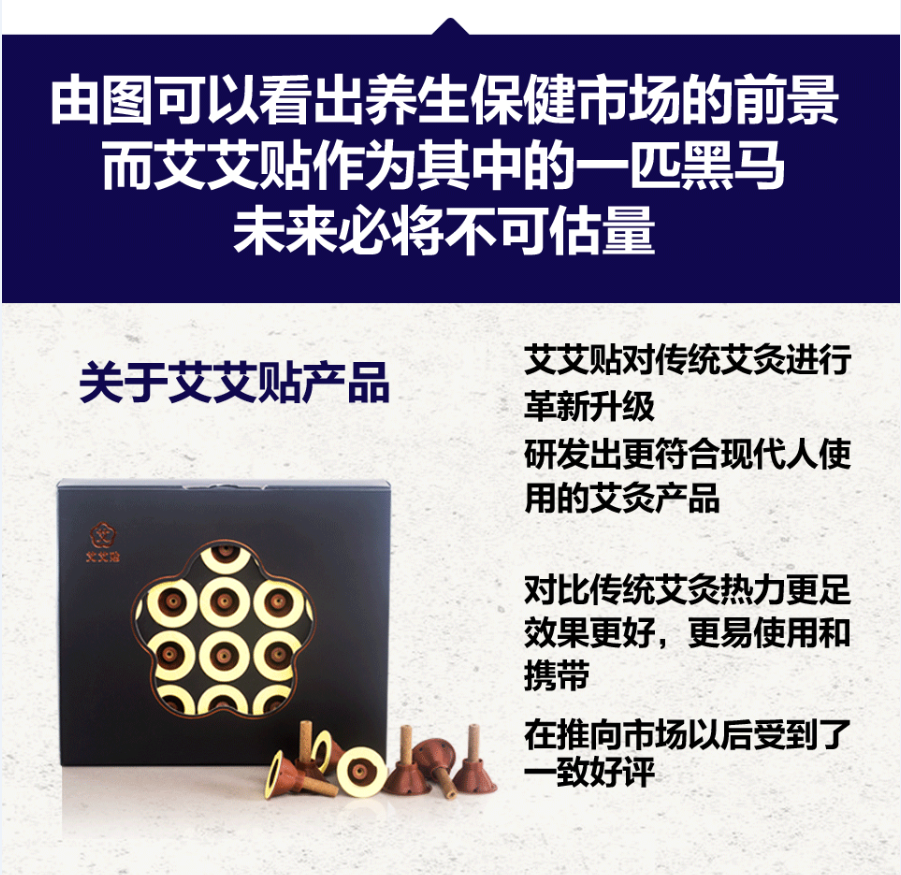 由图可以看出养生保健市场的前景
而艾艾贴作为其中的一匹黑马
未来必将不可估量
关于艾艾贴产品
艾艾贴对传统艾灸进行
革新升级
研发出更符合现代人使
用的艾灸产品
对比传统艾灸热力更足
效果更好，更易使用和
携带
在推向市场以后受到了
一致好评
艾艾贴